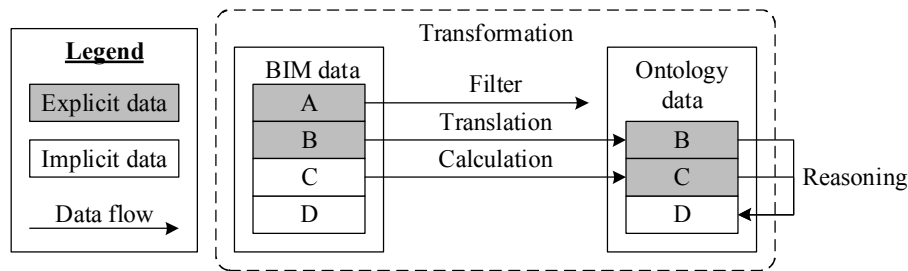 Legend
Explicit data
Implicit data
Data flow
Transformation
BIM data
A
B
C
D
Filter
Translation
Calculation
Ontology
data
B
C
D
Reasoning